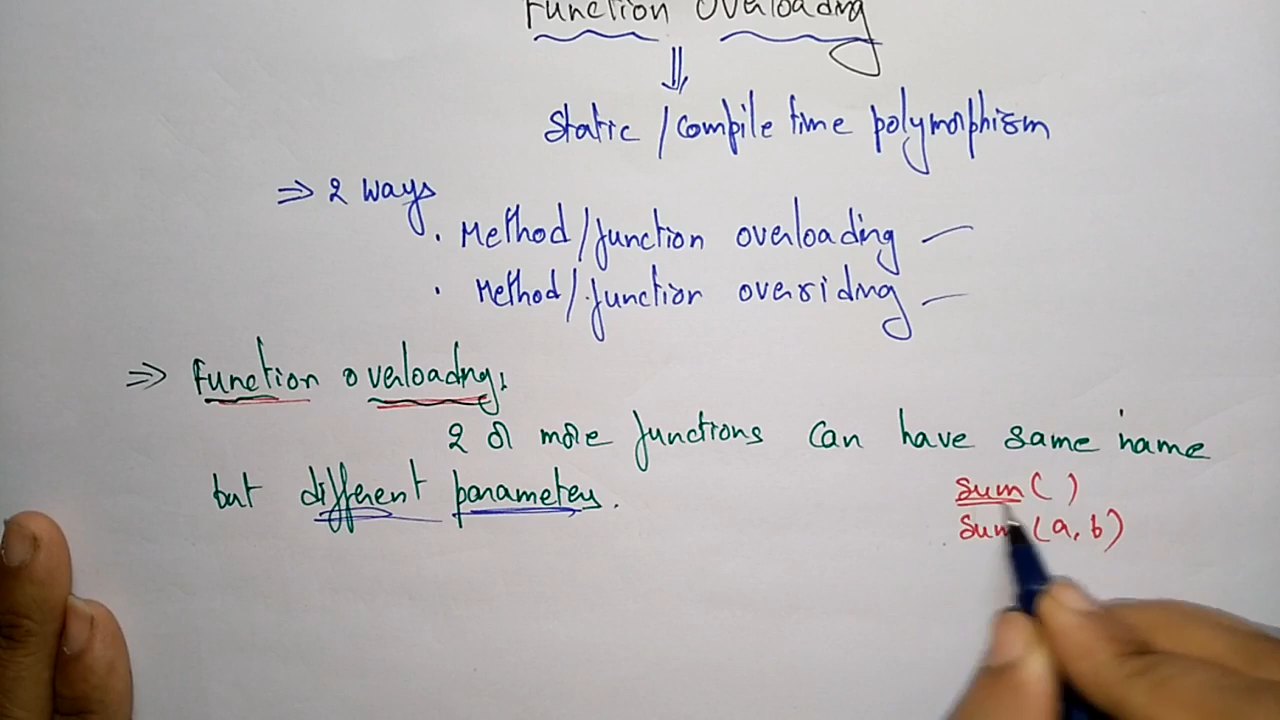 Function Overloading
⇓
Static / compile time polymorphism
⇒ 2 ways
. Method/function overloading —
. Method/function overriding —
⇒ Function overloading:
2 or more functions can have same name
but different parameters.
sum( )
sum (a, b)